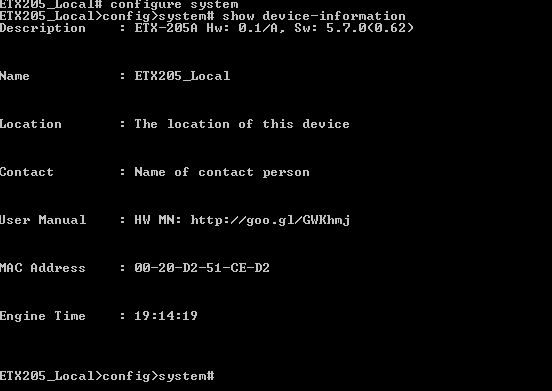 ETX205_Local# configure system
ETX205_Local>config>system# show device-information
Description : ETX-205A Hw: 0.1/A, Sw: 5.7.0(0.62)
Name : ETX205_Local
Location : The location of this device
Contact : Name of contact person
User Manual : HW MN: http://goo.gl/GWKhmj
MAC Address : 00-20-D2-51-CE-D2
Engine Time : 19:14:19
ETX205_Local>config>system#